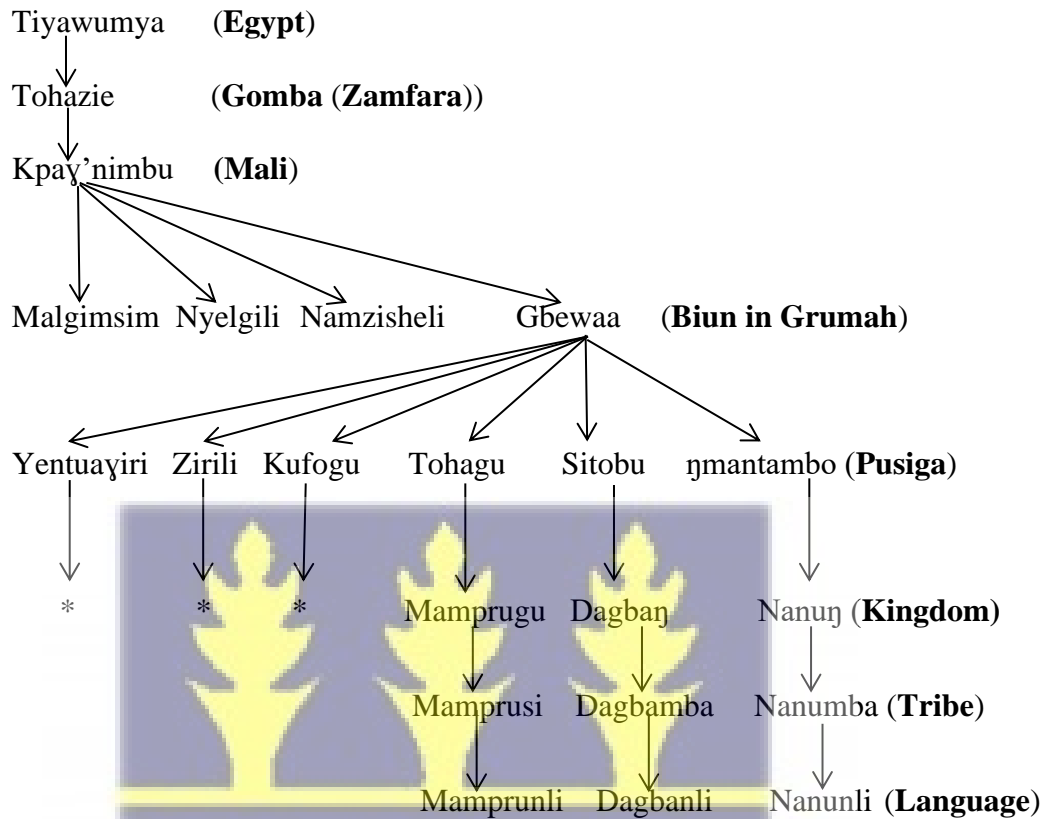 Tiyawumya (Egypt)
Tohazie (Gomba (Zamfara))
Kpaɣ’nimbu (Mali)
Malgimsim Nyelgili Namzisheli Gbewaa (Biun in Grumah)
Yentuaɣiri Zirili Kufogu Tohagu Sitobu ŋmantambo (Pusiga)
* * * Mamprugu Dagbaŋ Nanuŋ (Kingdom)
Mamprusi Dagbamba Nanumba (Tribe)
Mamprunli Dagbanli Nanunli (Language)